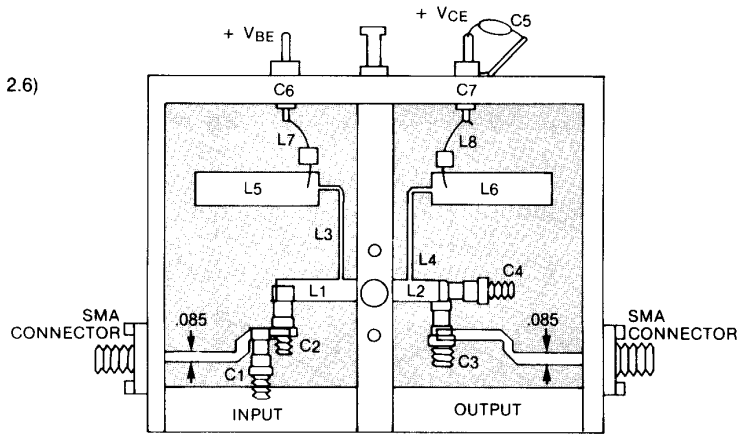 + VBE
+ VCE
C5
2.6)
C6
C7
L7
L8
L5
L6
L3
L4
L1
L2
C4
SMA
CONNECTOR
.085
C2
C1
C3
.085
SMA
CONNECTOR
INPUT
OUTPUT